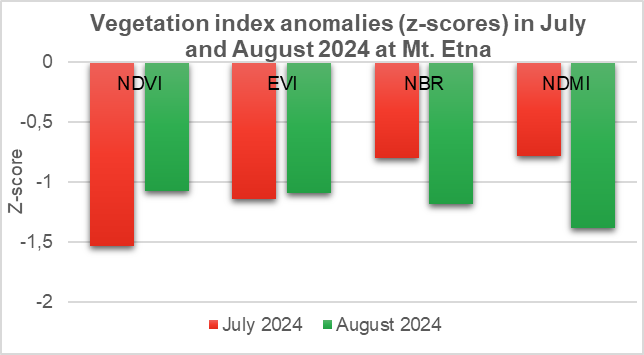 Vegetation index anomalies (z-scores) in July
and August 2024 at Mt. Etna
0
NDVI EVI NBR NDMI
-0,5
-1
-1,5
-2
Z-score
July 2024 August 2024